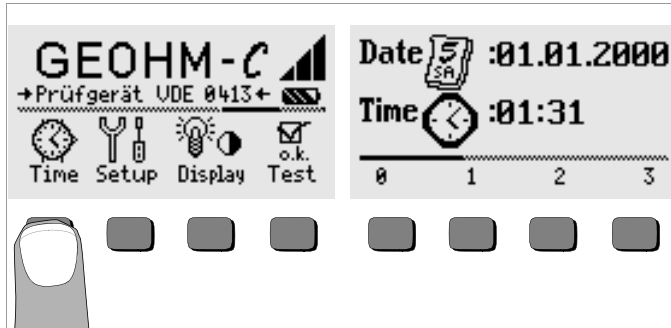 GEOHM-C
→Prüfgerät VDE 0413←
Time Setup Display o.k. Test
Date 5 SA :01.01.2000
Time :01:31
0 1 2 3